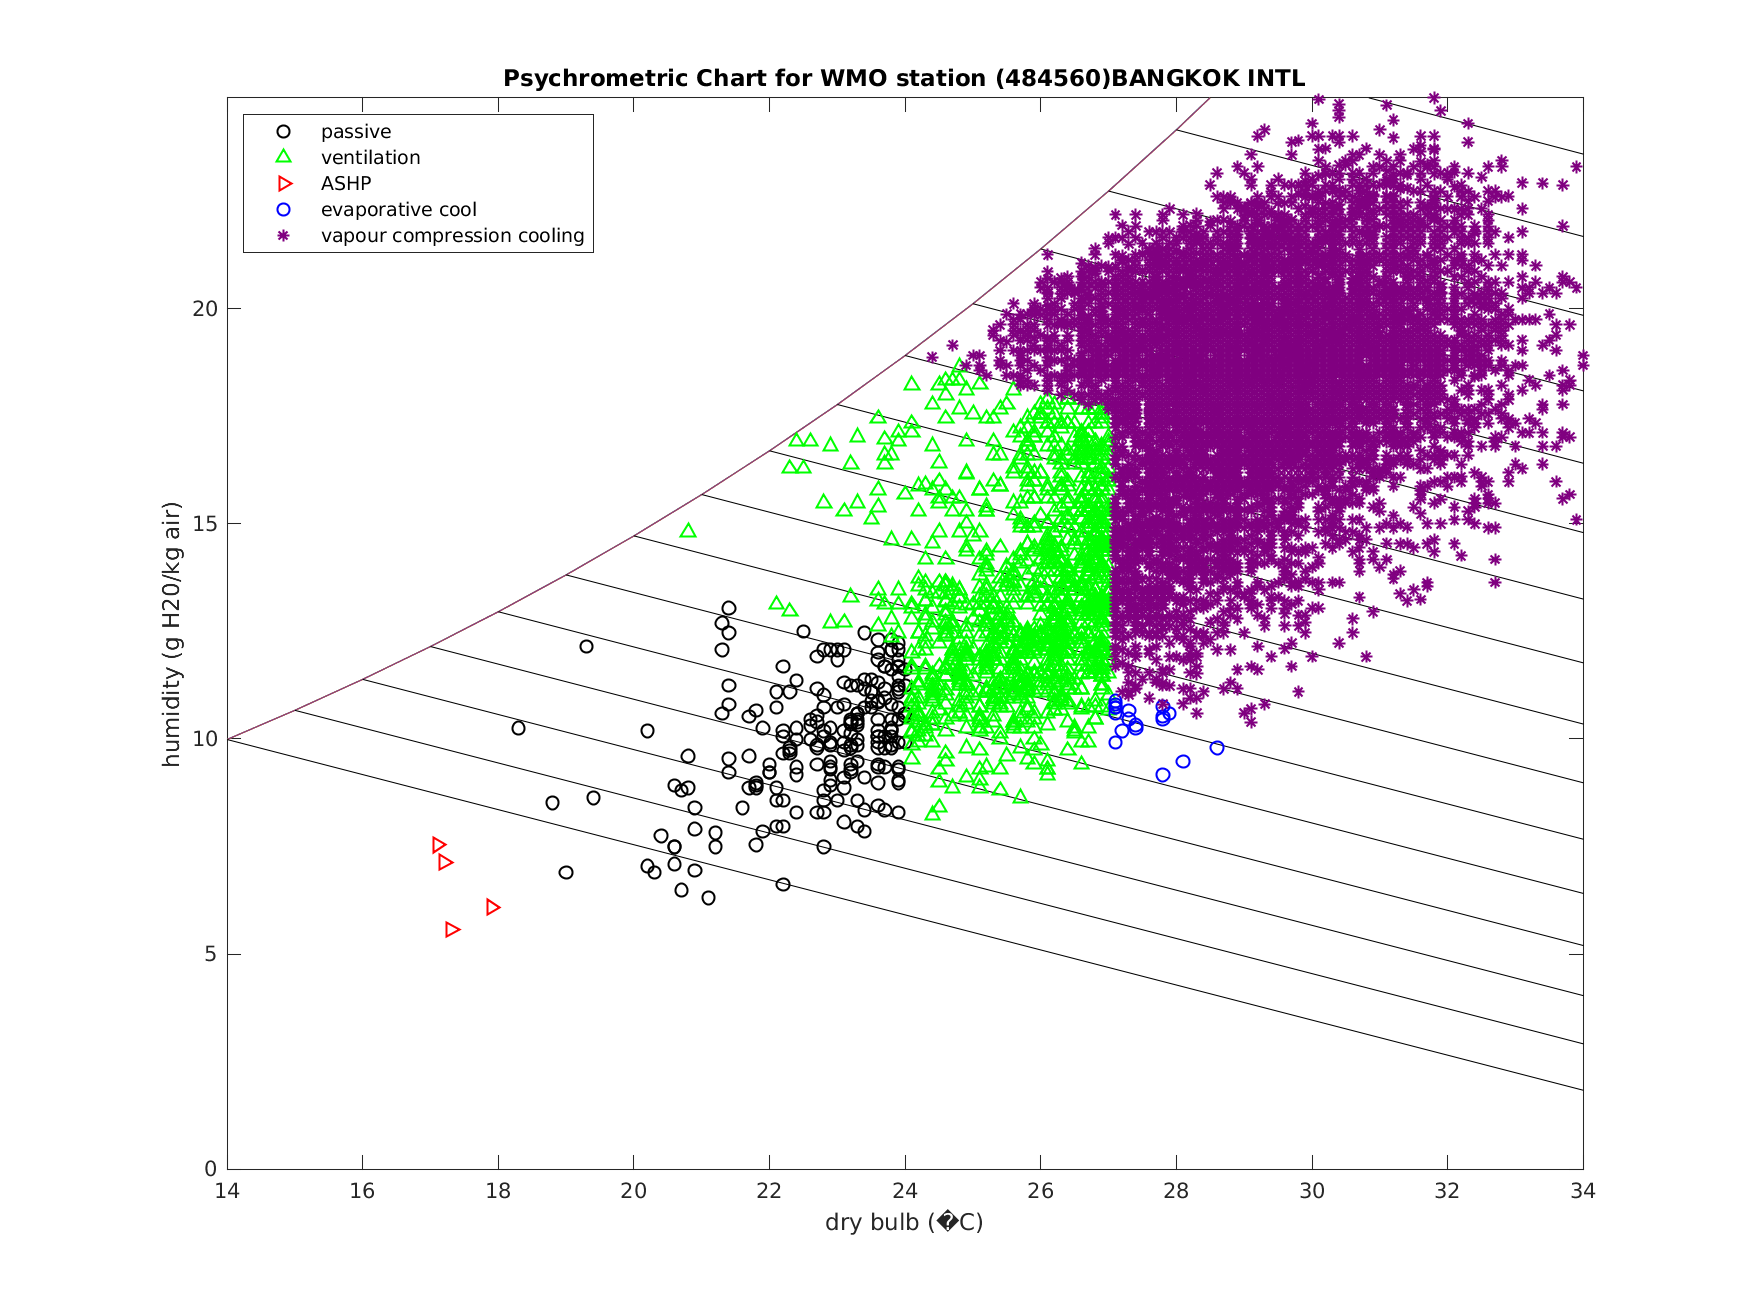 Psychrometric Chart for WMO station (484560)BANGKOK INTL
passive
ventilation
ASHP
evaporative cool
vapour compression cooling
humidity (g H20/kg air)
20
15
10
5
0
14 16 18 20 22 24 26 28 30 32 34
dry bulb (�C)